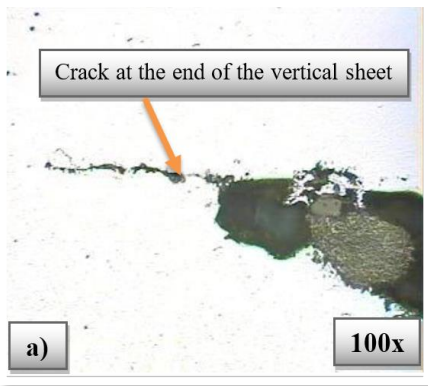 Crack at the end of the vertical sheet
a)
100x